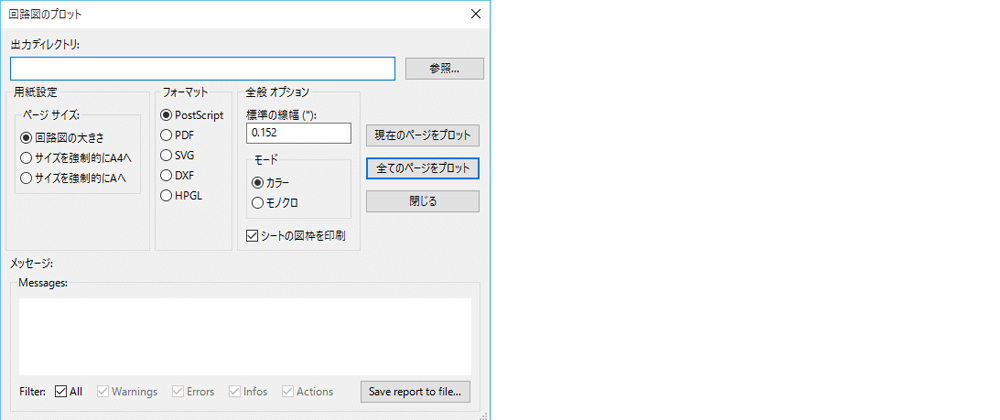 回路図のプロット
出力ディレクトリ:
参照...
用紙設定
ページ サイズ:
回路図の大きさ
サイズを強制的にA4へ
サイズを強制的にAへ
フォーマット
PostScript
PDF
SVG
DXF
HPGL
全般 オプション
標準の線幅 ("):
0.152
モード
カラー
モノクロ
シートの図枠を印刷
現在のページをプロット
全てのページをプロット
閉じる
メッセージ:
Messages:
Filter: All Warnings Errors Infos Actions Save report to file...